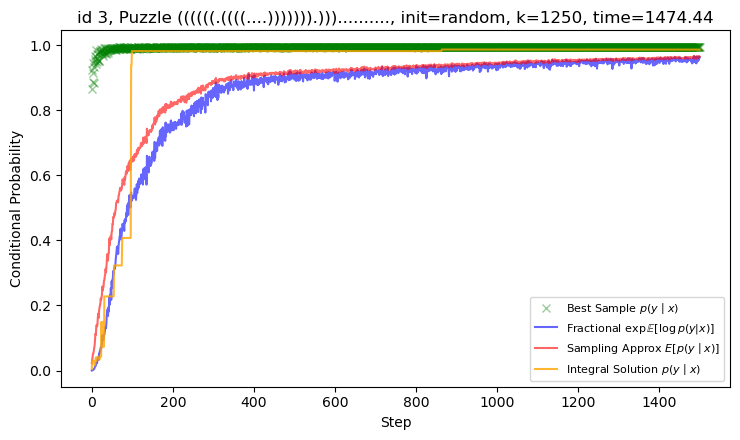 id 3, Puzzle ((((((.((((....))))))).)))..........., init=random, k=1250, time=1474.44
Conditional Probability
1.0
0.8
0.6
0.4
0.2
0.0
0
200
400
600
800
1000
1200
1400
Step
Best Sample p(y | x)
Fractional exp𝔼[log p(y|x)]
Sampling Approx E[p(y | x)]
Integral Solution p(y | x)